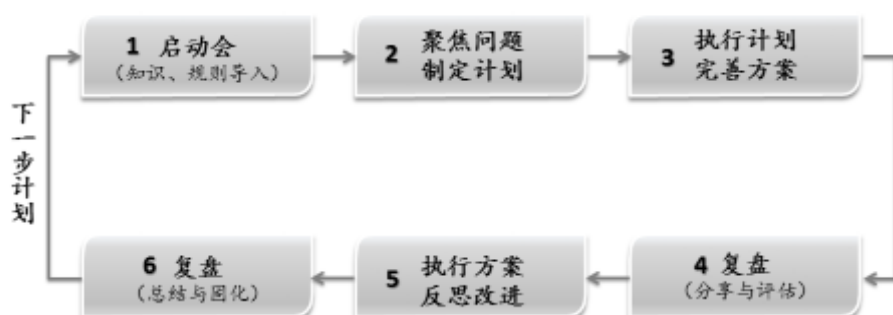 1 启动会
(知识、规则导入)
2 聚焦问题
制定计划
3 执行计划
完善方案
下一步计划
6 复盘
(总结与固化)
5 执行方案
反思改进
4 复盘
(分享与评估)